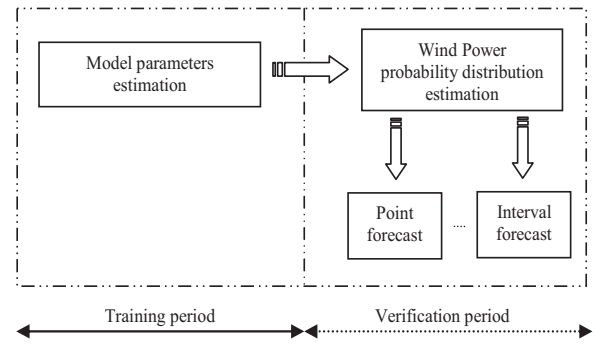 Model parameters
estimation
Wind Power
probability distribution
estimation
Point
forecast
....
Interval
forecast
Training period
Verification period